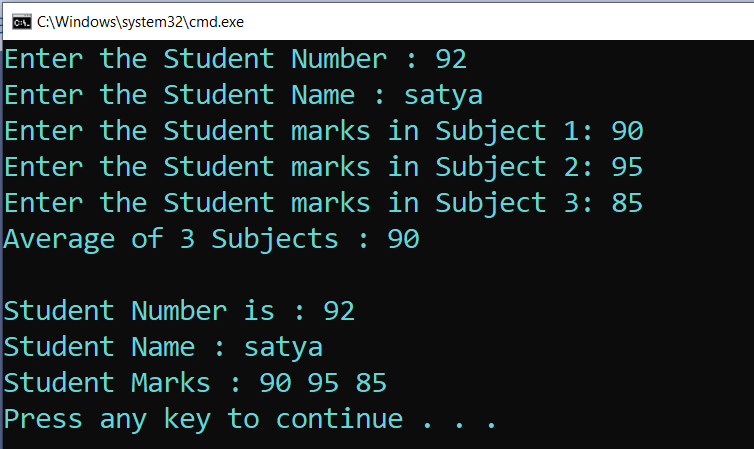 C:\Windows\system32\cmd.exe
Enter the Student Number : 92
Enter the Student Name : satya
Enter the Student marks in Subject 1: 90
Enter the Student marks in Subject 2: 95
Enter the Student marks in Subject 3: 85
Average of 3 Subjects : 90
Student Number is : 92
Student Name : satya
Student Marks : 90 95 85
Press any key to continue . . .